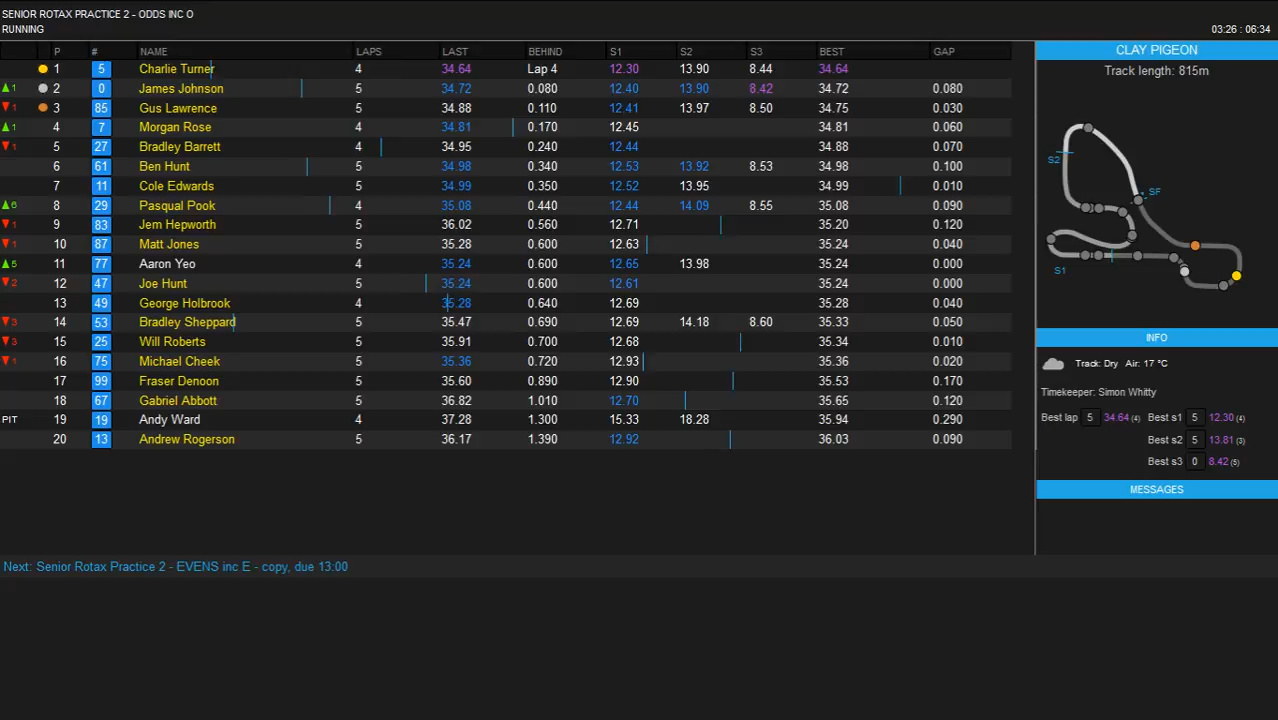 SENIOR ROTAX PRACTICE 2 - ODDS INC O
RUNNING
03:26 : 06:34
P # NAME LAPS LAST BEHIND S1 S2 S3 BEST GAP
1 5 Charlie Turner 4 34.64 Lap 4 12.30 13.90 8.44 34.64
1 2 0 James Johnson 5 34.72 0.080 12.40 13.90 8.42 34.72 0.080
1 3 85 Gus Lawrence 5 34.88 0.110 12.41 13.97 8.50 34.75 0.030
1 4 7 Morgan Rose 4 34.81 0.170 12.45 34.81 0.060
1 5 27 Bradley Barrett 4 34.95 0.240 12.44 34.88 0.070
6 61 Ben Hunt 5 34.98 0.340 12.53 13.92 8.53 34.98 0.100
7 11 Cole Edwards 5 34.99 0.350 12.52 13.95 34.99 0.010
6 8 29 Pasqual Pook 4 35.08 0.440 12.44 14.09 8.55 35.08 0.090
1 9 83 Jem Hepworth 5 36.02 0.560 12.71 35.20 0.120
1 10 87 Matt Jones 5 35.28 0.600 12.63 35.24 0.040
5 11 77 Aaron Yeo 4 35.24 0.600 12.65 13.98 35.24 0.000
2 12 47 Joe Hunt 5 35.24 0.600 12.61 35.24 0.000
13 49 George Holbrook 4 35.28 0.640 12.69 35.28 0.040
3 14 53 Bradley Sheppard 5 35.47 0.690 12.69 14.18 8.60 35.33 0.050
3 15 25 Will Roberts 5 35.91 0.700 12.68 35.34 0.010
1 16 75 Michael Cheek 5 35.36 0.720 12.93 35.36 0.020
17 99 Fraser Denoon 5 35.60 0.890 12.90 35.53 0.170
18 67 Gabriel Abbott 5 36.82 1.010 12.70 35.65 0.120
PIT 19 19 Andy Ward 4 37.28 1.300 15.33 18.28 35.94 0.290
20 13 Andrew Rogerson 5 36.17 1.390 12.92 36.03 0.090
CLAY PIGEON
Track length: 815m
S2
SF
S1
INFO
Track: Dry Air: 17 °C
Timekeeper: Simon Whitty
Best lap 5 34.64 (4) Best s1 5 12.30 (4)
Best s2 5 13.81 (3)
Best s3 0 8.42 (5)
MESSAGES
Next: Senior Rotax Practice 2 - EVENS inc E - copy, due 13:00